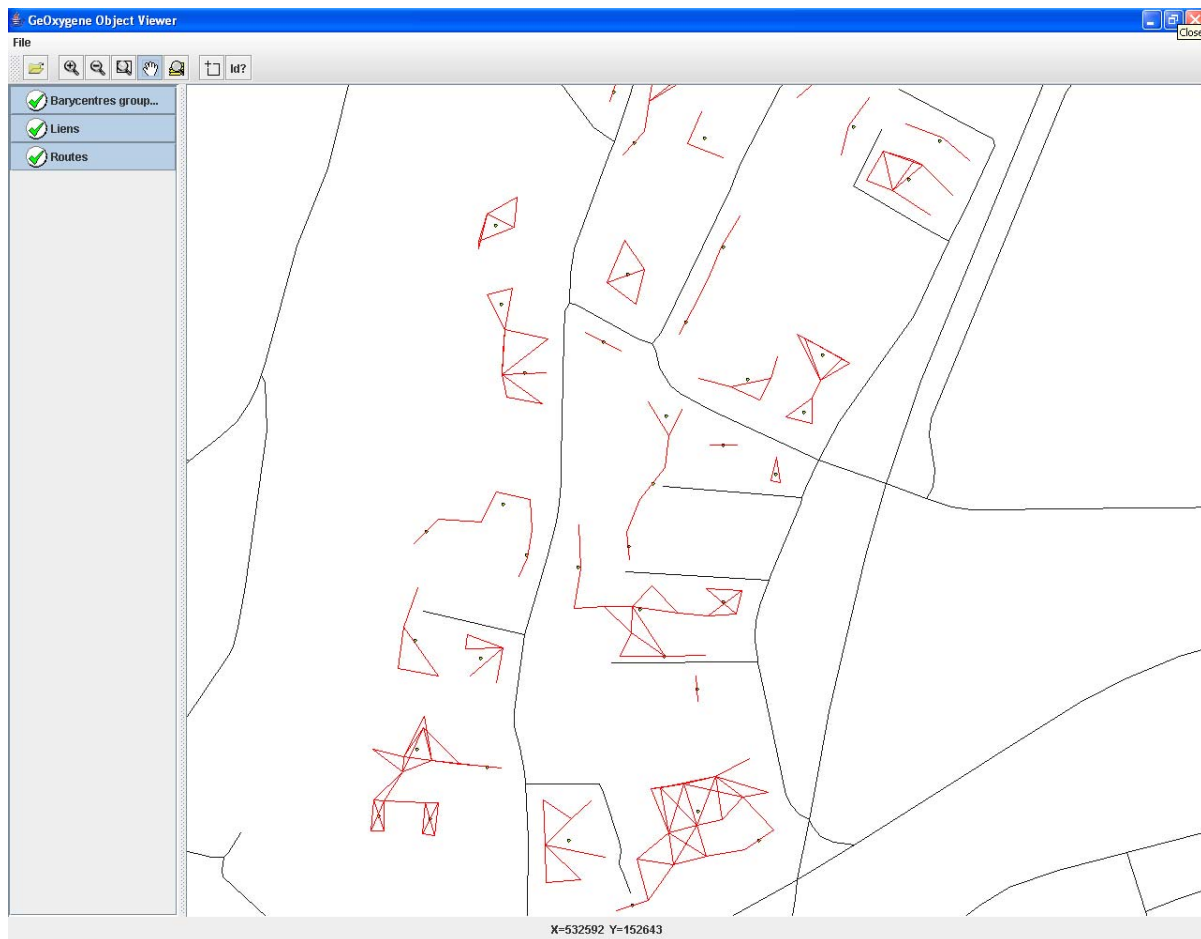 GeOxygene Object Viewer
Close
File
Id?
Barycentres group...
Liens
Routes
X=532592 Y=152643